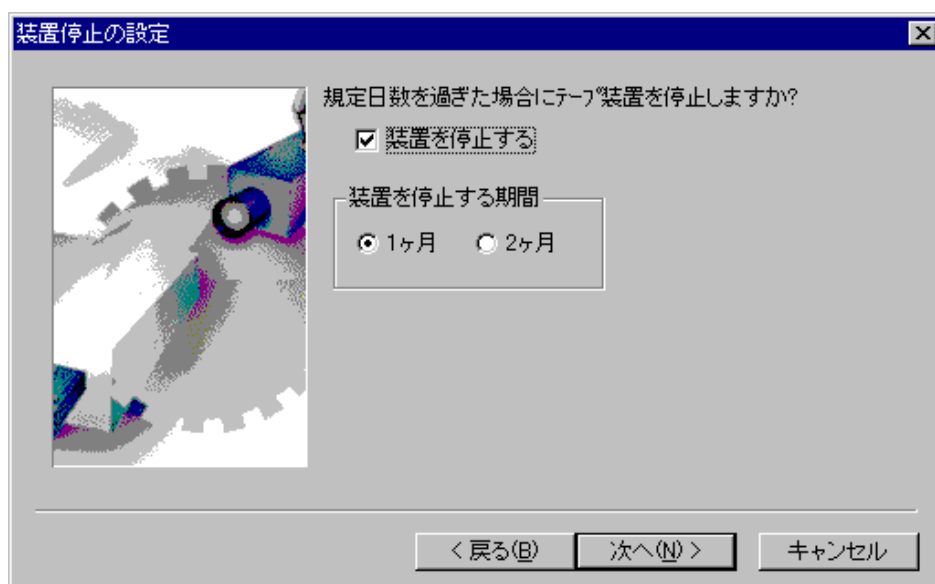 装置停止の設定
規定日数を過ぎた場合にﾃｰﾌﾟ装置を停止しますか?
装置を停止する
装置を停止する期間
1ヶ月 2ヶ月
< 戻る(B) 次へ(N) > キャンセル